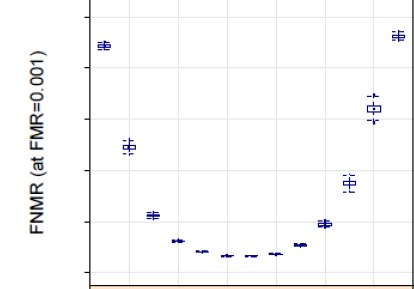 FNMR (at FMR=0.001)